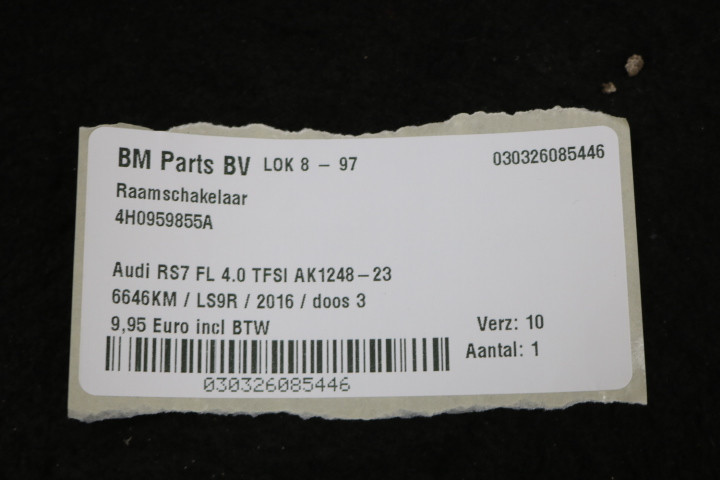 BM Parts BV LOK 8 - 97 030326085446
Raamschakelaar
4H0959855A
Audi RS7 FL 4.0 TFSI AK1248-23
6646KM / LS9R / 2016 / doos 3
9,95 Euro incl BTW Verz: 10
Aantal: 1
030326085446